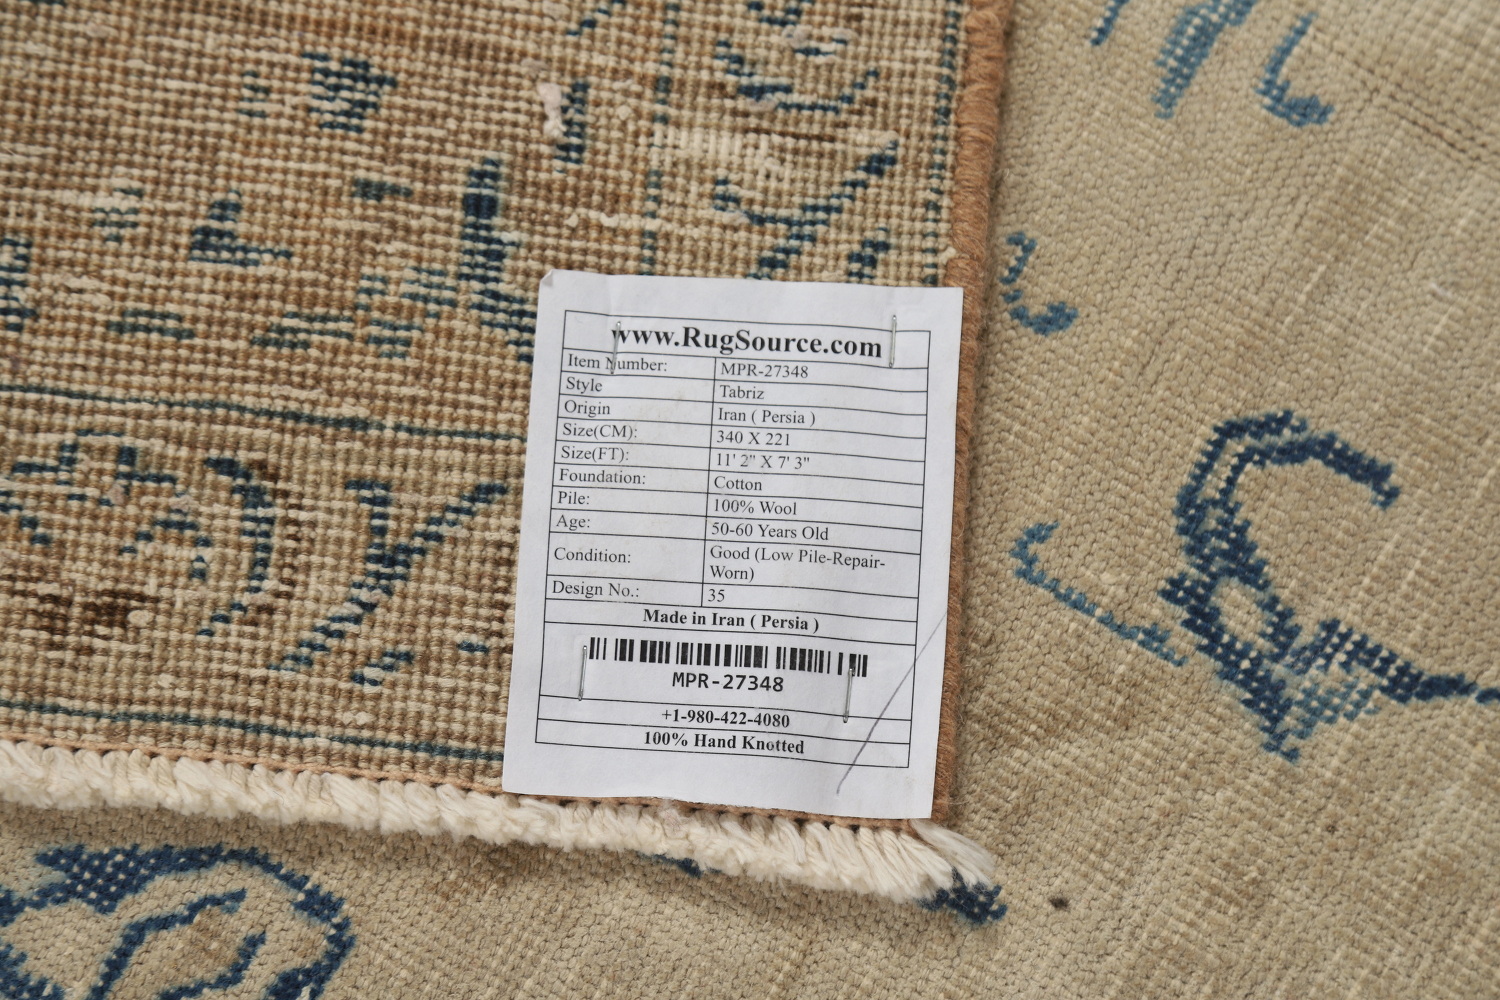 www.RugSource.com
Item Number: MPR-27348
Style Tabriz
Origin Iran ( Persia )
Size(CM): 340 X 221
Size(FT): 11' 2" X 7' 3"
Foundation: Cotton
Pile: 100% Wool
Age: 50-60 Years Old
Condition: Good (Low Pile-Repair-
Worn)
Design No.: 35
Made in Iran ( Persia )
MPR-27348
+1-980-422-4080
100% Hand Knotted